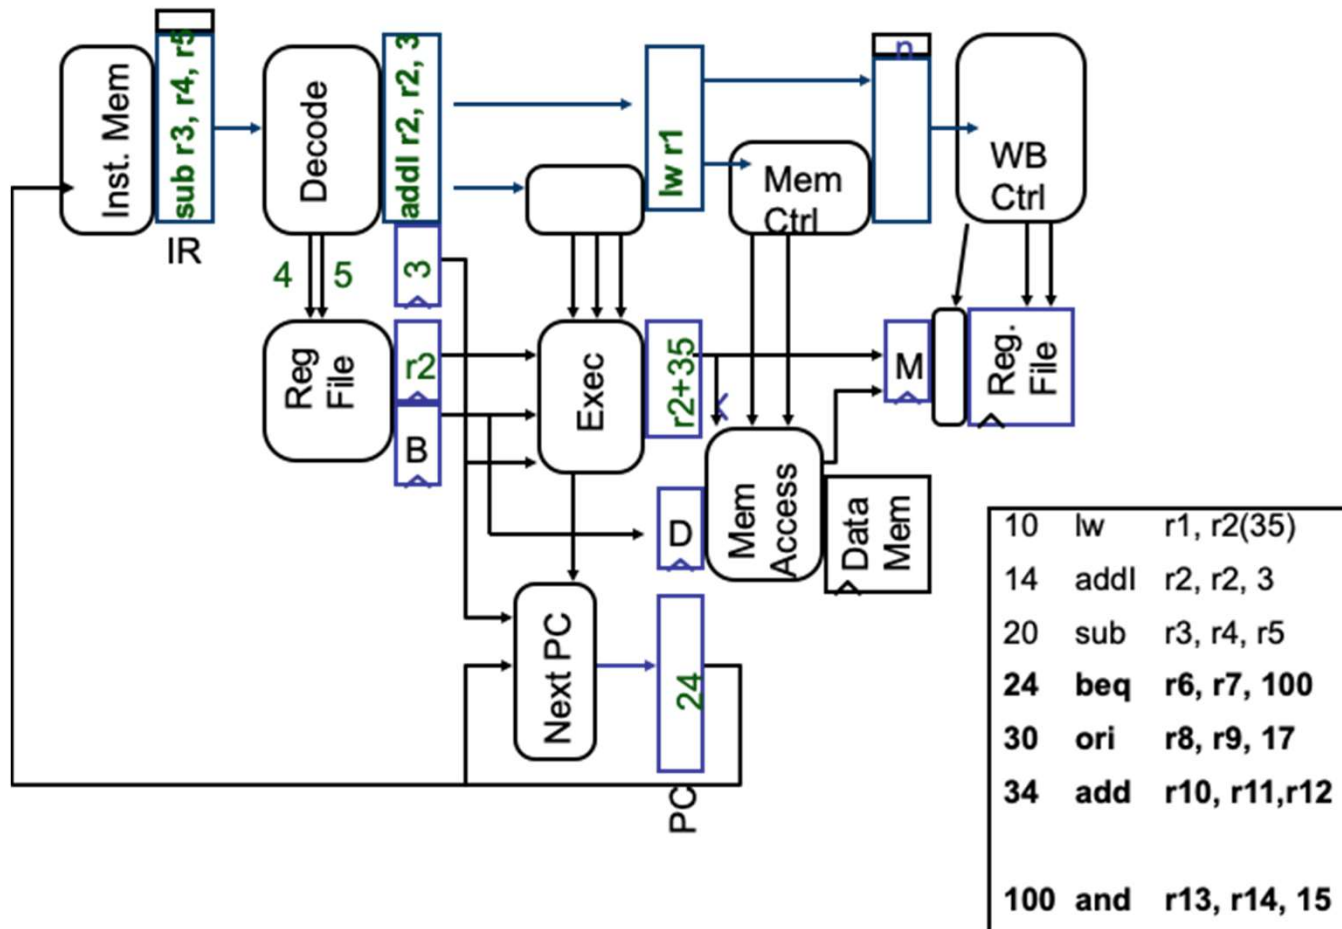 Inst. Mem
sub r3, r4, r5
IR
Decode
addI r2, r2, 3
lw r1
Mem
Ctrl
n
WB
Ctrl
4 5
3
Reg
File
r2
B
Exec
r2+35
M
Reg.
File
D
Mem
Access
Data
Mem
Next PC
24
PC
10 lw r1, r2(35)
14 addI r2, r2, 3
20 sub r3, r4, r5
24 beq r6, r7, 100
30 ori r8, r9, 17
34 add r10, r11,r12
100 and r13, r14, 15